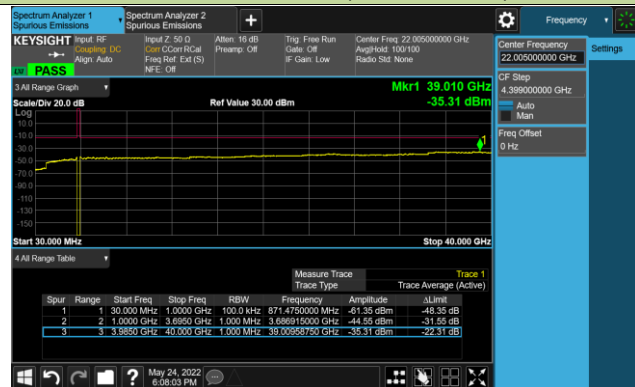 Spectrum Analyzer 1
Spurious Emissions
Spectrum Analyzer 2
Spurious Emissions
+
Frequency
KEYSIGHT
Input: RF
Coupling: DC
Align: Auto
Input Z: 50 Ω
Corr CCorr RCal
Freq Ref: Ext (S)
NFE: Off
Atten: 16 dB
Preamp: Off
Trig: Free Run
Gate: Off
IF Gain: Low
Center Freq: 22.005000000 GHz
Avg|Hold: 100/100
Radio Std: None
PASS
Center Frequency
22.005000000 GHz
Settings
CF Step
4.399000000 GHz
Auto
Man
Freq Offset
0 Hz
3 All Range Graph
Mkr1 39.010 GHz
Scale/Div 20.0 dB
Ref Value 30.00 dBm
-35.31 dBm
Log
10.0
-10.0
-30.0
-50.0
-70.0
-90.0
-110
-130
-150
1
Start 30.000 MHz
Stop 40.000 GHz
4 All Range Table
Measure Trace Trace 1
Trace Type Trace Average (Active)
Spur Range Start Freq Stop Freq RBW Frequency Amplitude ΔLimit
1 1 30.000 MHz 1.0000 GHz 100.0 kHz 871.4750000 MHz -61.35 dBm -48.35 dB
2 2 1.0000 GHz 3.6950 GHz 1.000 MHz 3.686915000 GHz -44.55 dBm -31.55 dB
3 3 3.9850 GHz 40.000 GHz 1.000 MHz 39.00958750 GHz -35.31 dBm -22.31 dB
May 24, 2022
6:08:03 PM